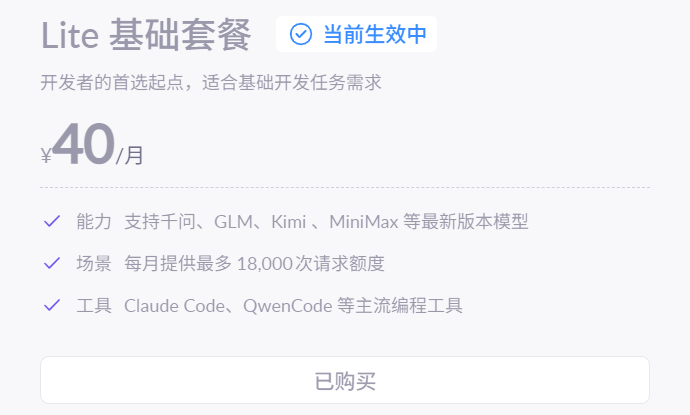 Lite 基础套餐 当前生效中
开发者的首选起点，适合基础开发任务需求
¥40/月
能力 支持千问、GLM、Kimi 、MiniMax 等最新版本模型
场景 每月提供最多 18,000次请求额度
工具 Claude Code、QwenCode 等主流编程工具
已购买